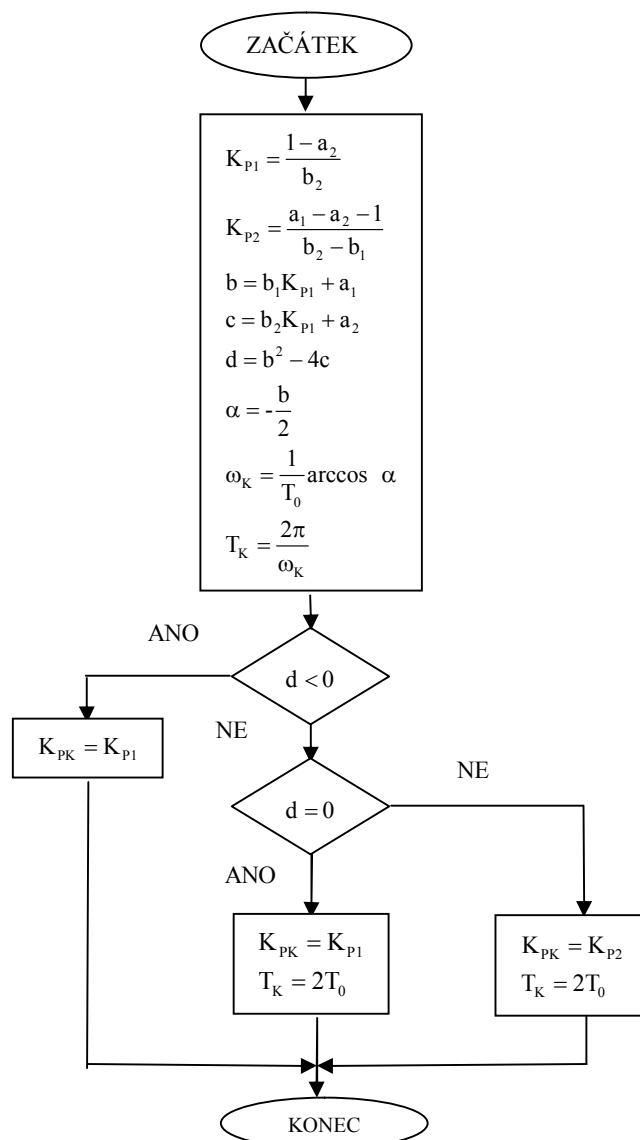 ZAČÁTEK
K_P1 = (1 − a_2) / b_2
K_P2 = (a_1 − a_2 − 1) / (b_2 − b_1)
b = b_1K_P1 + a_1
c = b_2K_P1 + a_2
d = b² − 4c
α = - b / 2
ω_K = 1 / T_0 arccos α
T_K = 2π / ω_K
ANO
d < 0
K_PK = K_P1
NE
NE
d = 0
ANO
K_PK = K_P1
T_K = 2T_0
K_PK = K_P2
T_K = 2T_0
KONEC